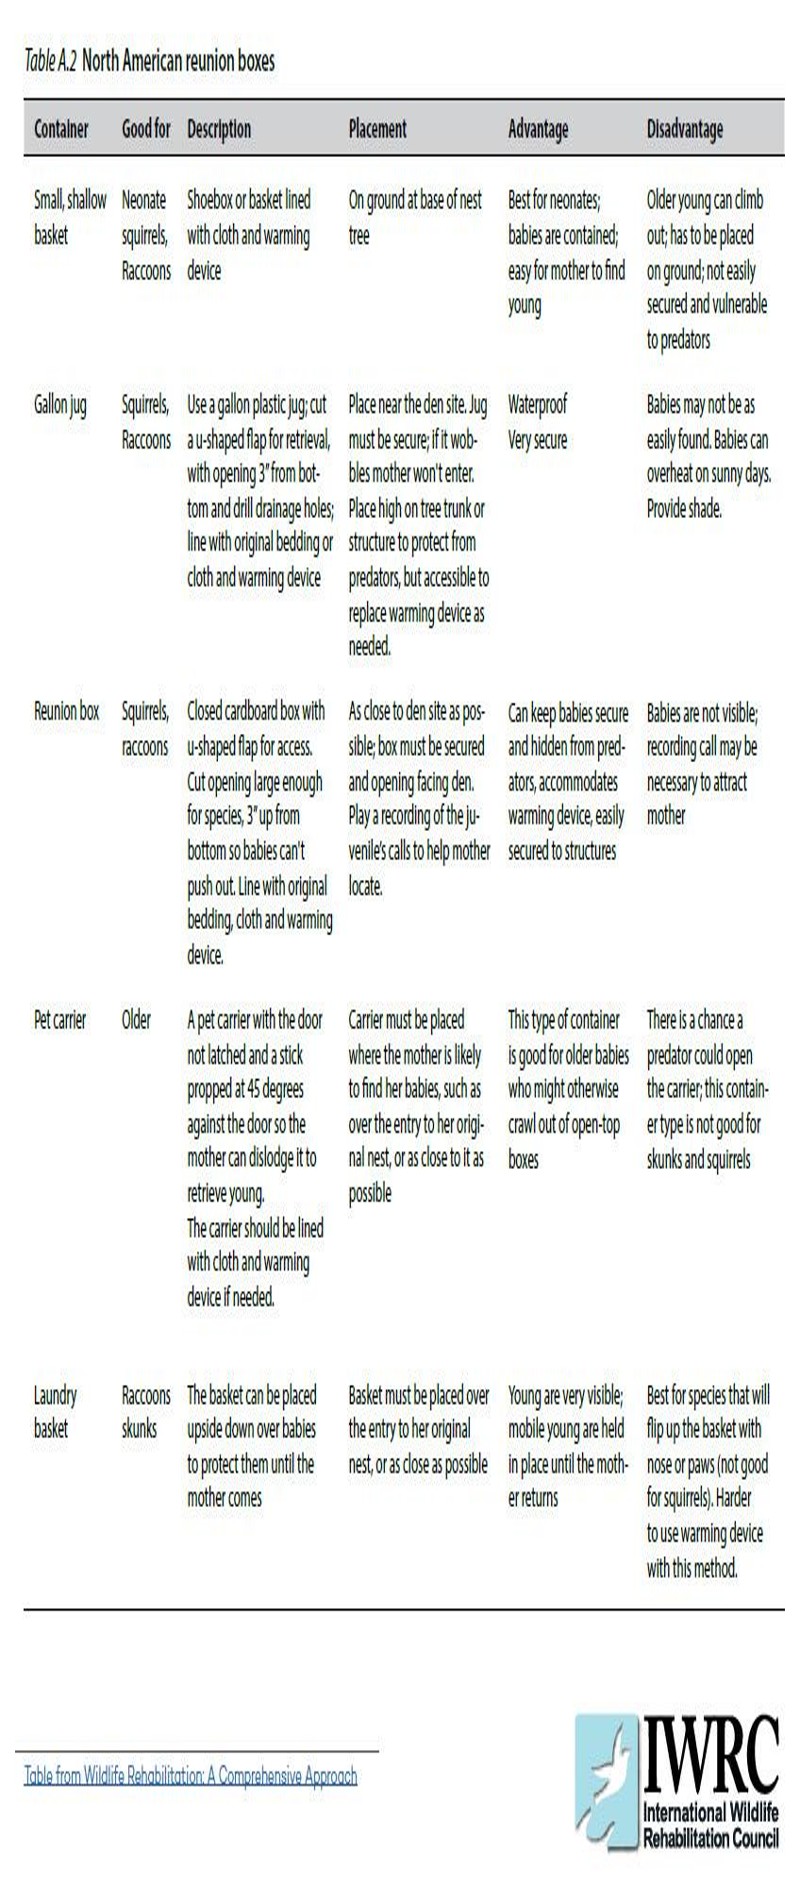 Table A.2 North American reunion boxes
Container Good for Description Placement Advantage Disadvantage
Small, shallow
basket
Neonate
squirrels,
Raccoons
Shoebox or basket lined
with cloth and warming
device
On ground at base of nest
tree
Best for neonates;
babies are contained;
easy for mother to find
young
Older young can climb
out; has to be placed
on ground; not easily
secured and vulnerable
to predators
Gallon jug
Squirrels,
Raccoons
Use a gallon plastic jug; cut
a u-shaped flap for retrieval,
with opening 3" from bot-
tom and drill drainage holes;
line with original bedding or
cloth and warming device
Place near the den site. Jug
must be secure; if it wob-
bles mother won't enter.
Place high on tree trunk or
structure to protect from
predators, but accessible to
replace warming device as
needed.
Waterproof
Very secure
Babies may not be as
easily found. Babies can
overheat on sunny days.
Provide shade.
Reunion box
Squirrels,
raccoons
Closed cardboard box with
u-shaped flap for access.
Cut opening large enough
for species, 3" up from
bottom so babies can't
push out. Line with original
bedding, cloth and warming
device.
As close to den site as pos-
sible; box must be secured
and opening facing den.
Play a recording of the ju-
venile's calls to help mother
locate.
Can keep babies secure
and hidden from pred-
ators, accommodates
warming device, easily
secured to structures
Babies are not visible;
recording call may be
necessary to attract
mother
Pet carrier
Older
A pet carrier with the door
not latched and a stick
propped at 45 degrees
against the door so the
mother can dislodge it to
retrieve young.
The carrier should be lined
with cloth and warming
device if needed.
Carrier must be placed
where the mother is likely
to find her babies, such as
over the entry to her origi-
nal nest, or as close to it as
possible
This type of container
is good for older babies
who might otherwise
crawl out of open-top
boxes
There is a chance a
predator could open
the carrier; this contain-
er type is not good for
skunks and squirrels
Laundry
basket
Raccoons
skunks
The basket can be placed
upside down over babies
to protect them until the
mother comes
Basket must be placed over
the entry to her original
nest, or as close as possible
Young are very visible;
mobile young are held
in place until the moth-
er returns
Best for species that will
flip up the basket with
nose or paws (not good
for squirrels). Harder
to use warming device
with this method.
Table from Wildlife Rehabilitation: A Comprehensive Approach
IWRC
International Wildlife
Rehabilitation Council